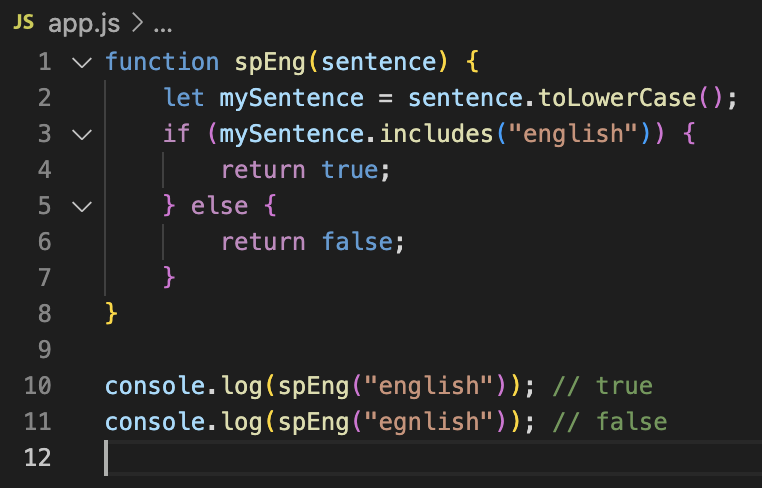 JS app.js > ...
1 function spEng(sentence) {
2 let mySentence = sentence.toLowerCase();
3 if (mySentence.includes("english")) {
4 return true;
5 } else {
6 return false;
7 }
8 }
9
10 console.log(spEng("english")); // true
11 console.log(spEng("egnlish")); // false
12